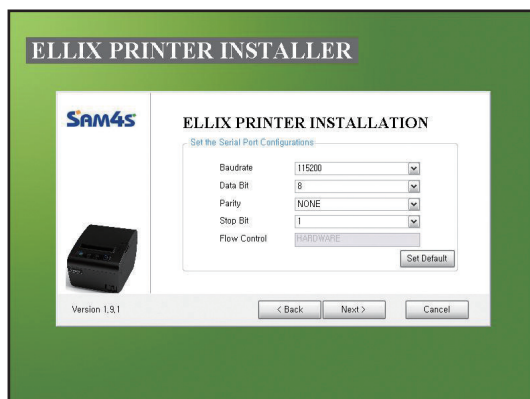 ELLIX PRINTER INSTALLER
SAM4S
ELLIX PRINTER INSTALLATION
Set the Serial Port Configurations
Baudrate 115200
Data Bit 8
Parity NONE
Stop Bit 1
Flow Control HARDWARE
Set Default
Version 1.9.1 < Back Next > Cancel